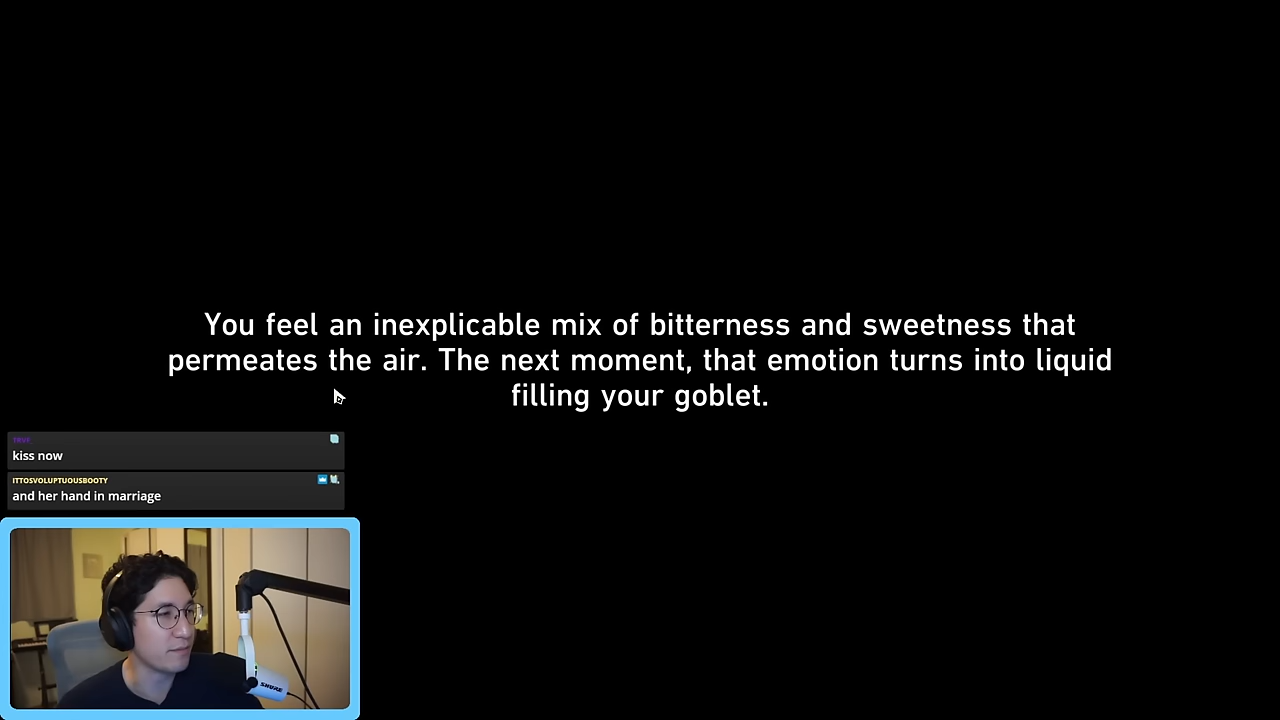 You feel an inexplicable mix of bitterness and sweetness that
permeates the air. The next moment, that emotion turns into liquid
filling your goblet.
kiss now
ITTOSVOLUPTUOUSBOOTY
and her hand in marriage
SHURE